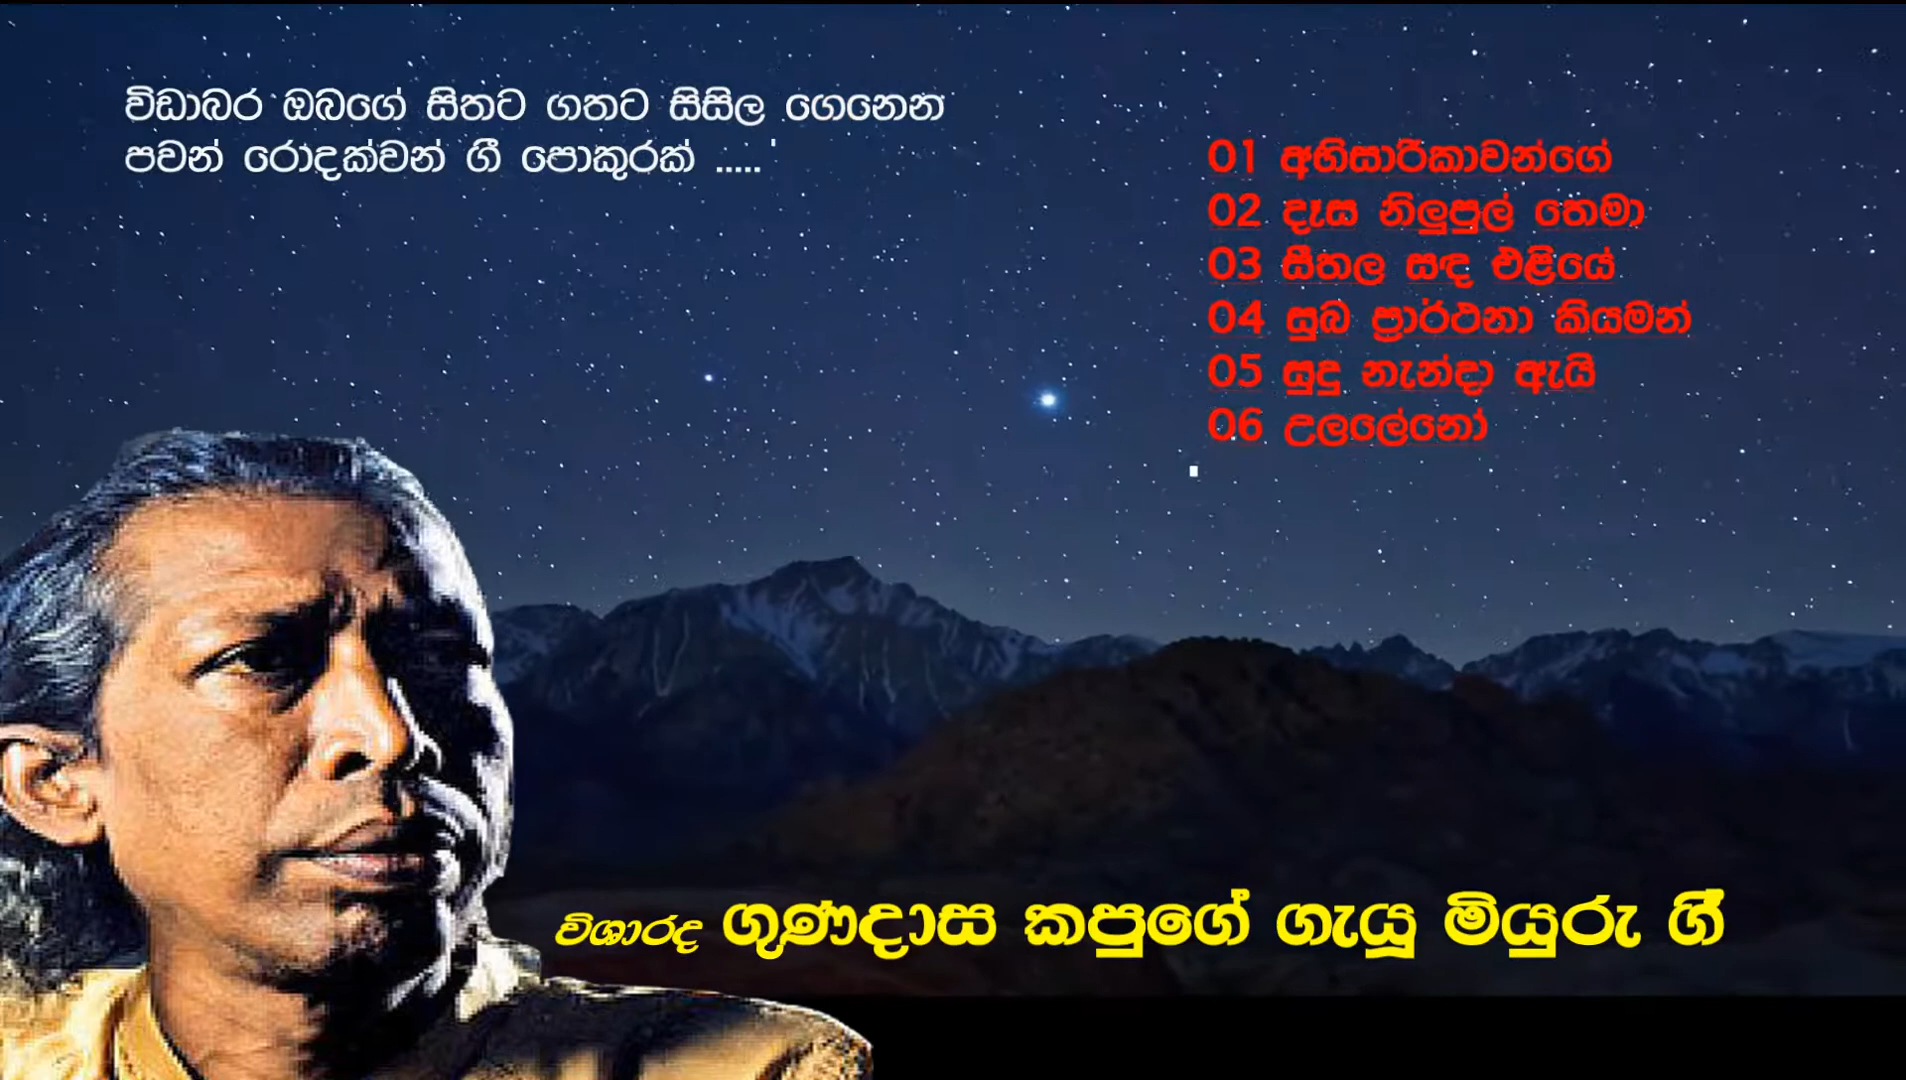 විඩාබර ඔබගේ සිතට ගතට සිසිල ගෙනෙන
පවන් රොදක්වන් ගී පොකුරක් .....'
01 අභිසාරිකාවන්ගේ
02 දෑස නිලුපුල් තෙමා
03 සීතල සඳ එළියේ
04 සුබ ප්‍රාර්ථනා කියමන්
05 සුදු නැන්දා ඇයි
06 උලලේනෝ
විශාරද ගුණදාස කපුගේ ගැයූ මියුරු ගී